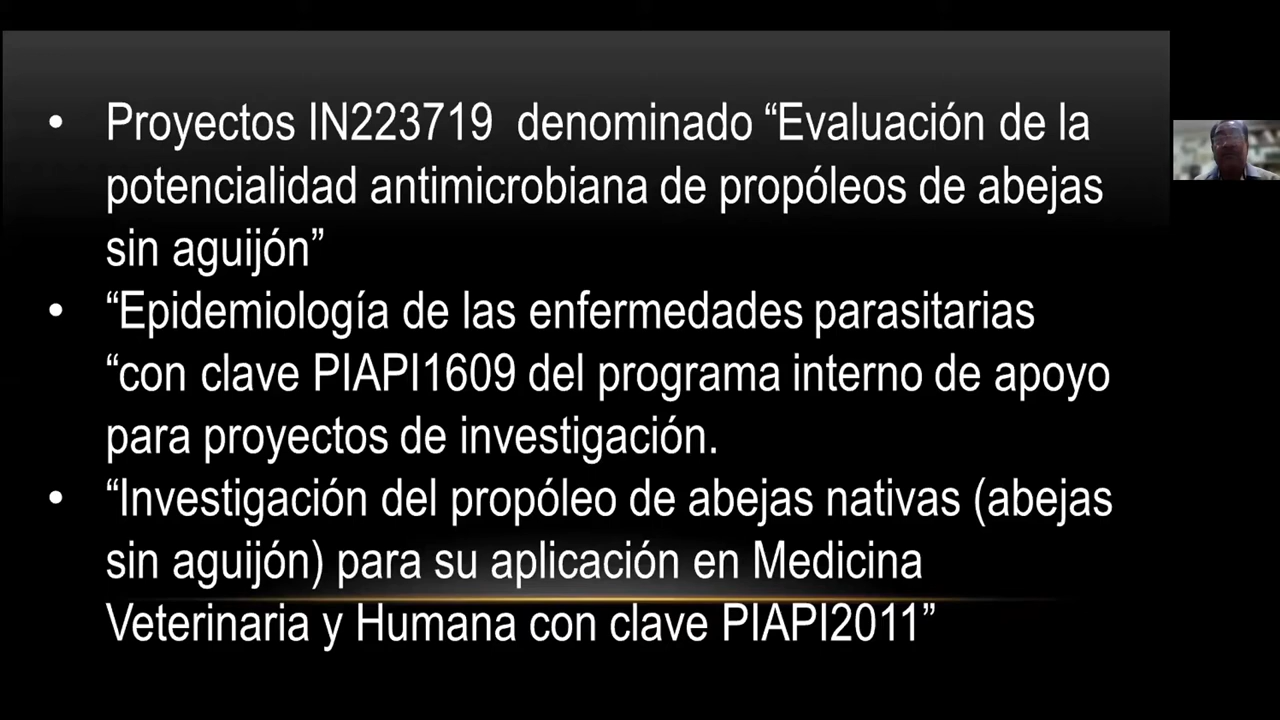 • Proyectos IN223719 denominado “Evaluación de la
potencialidad antimicrobiana de propóleos de abejas
sin aguijón”
• “Epidemiología de las enfermedades parasitarias
“con clave PIAPI1609 del programa interno de apoyo
para proyectos de investigación.
• “Investigación del propóleo de abejas nativas (abejas
sin aguijón) para su aplicación en Medicina
Veterinaria y Humana con clave PIAPI2011”